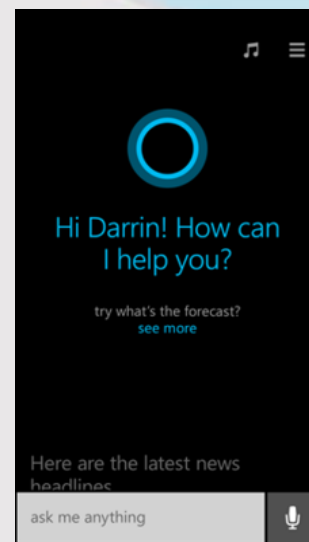 Hi Darrin! How can
I help you?
try what's the forecast?
see more
Here are the latest news
headlines
ask me anything